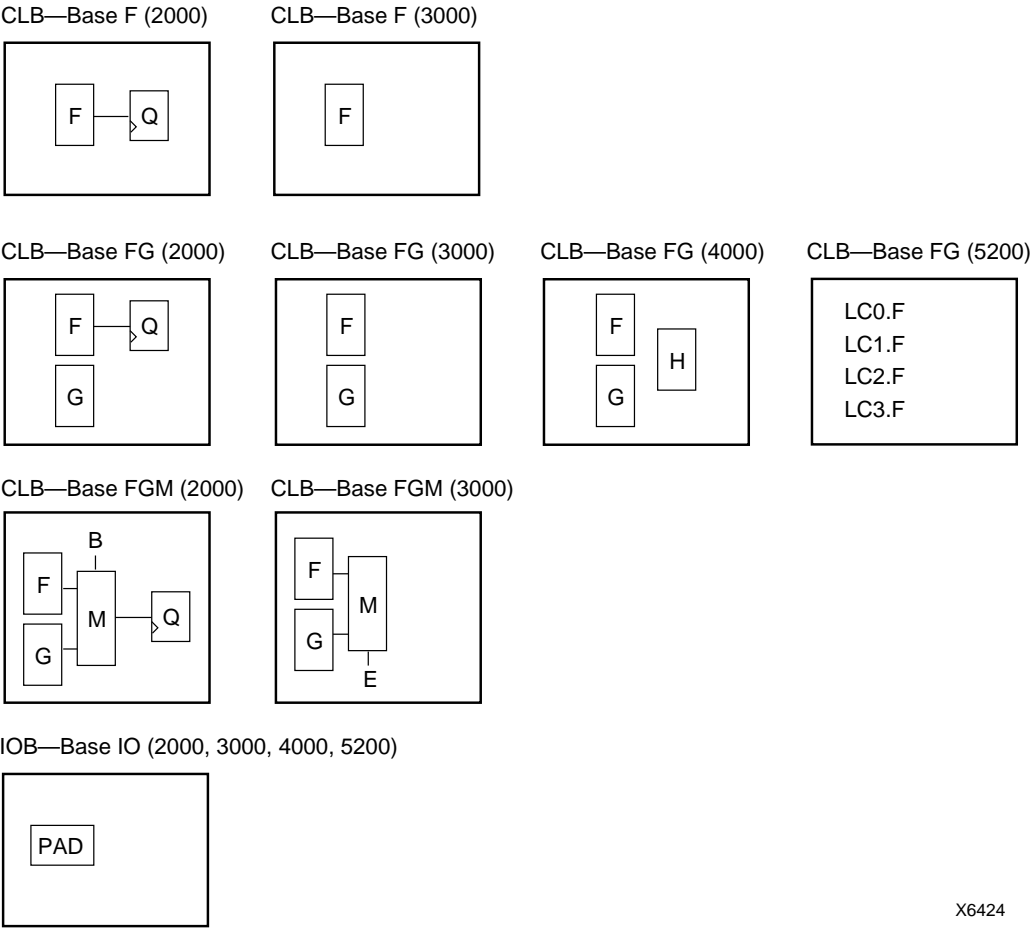 CLB—Base F (2000)
CLB—Base F (3000)
F
Q
F
CLB—Base FG (2000)
CLB—Base FG (3000)
CLB—Base FG (4000)
CLB—Base FG (5200)
F
Q
G
F
G
F
H
G
LC0.F
LC1.F
LC2.F
LC3.F
CLB—Base FGM (2000)
CLB—Base FGM (3000)
B
F
M
Q
G
F
M
G
E
IOB—Base IO (2000, 3000, 4000, 5200)
PAD
X6424